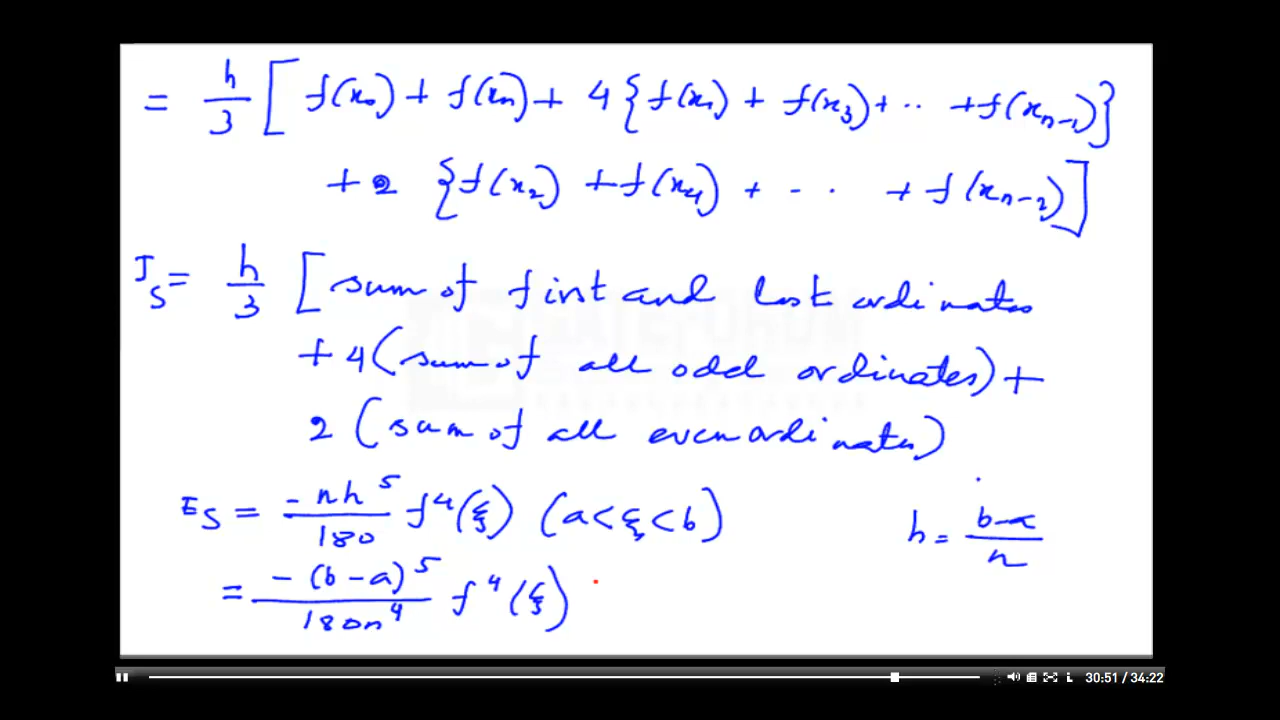 = h/3 [ f(x₀) + f(xₙ) + 4 { f(x₁) + f(x₃) + .. + f(xₙ₋₁) }
+ 2 { f(x₂) + f(x₄) + - - . + f(xₙ₋₂) } ]
I_S = h/3 [ sum of first and last ordinates
+ 4 ( sum of all odd ordinates ) +
2 ( sum of all even ordinates )
E_S = -nh⁵/180 f⁴(ξ) (a < ξ < b) h = b-a/n
= -(b-a)⁵/180n⁴ f⁴(ξ)
30:51 / 34:22